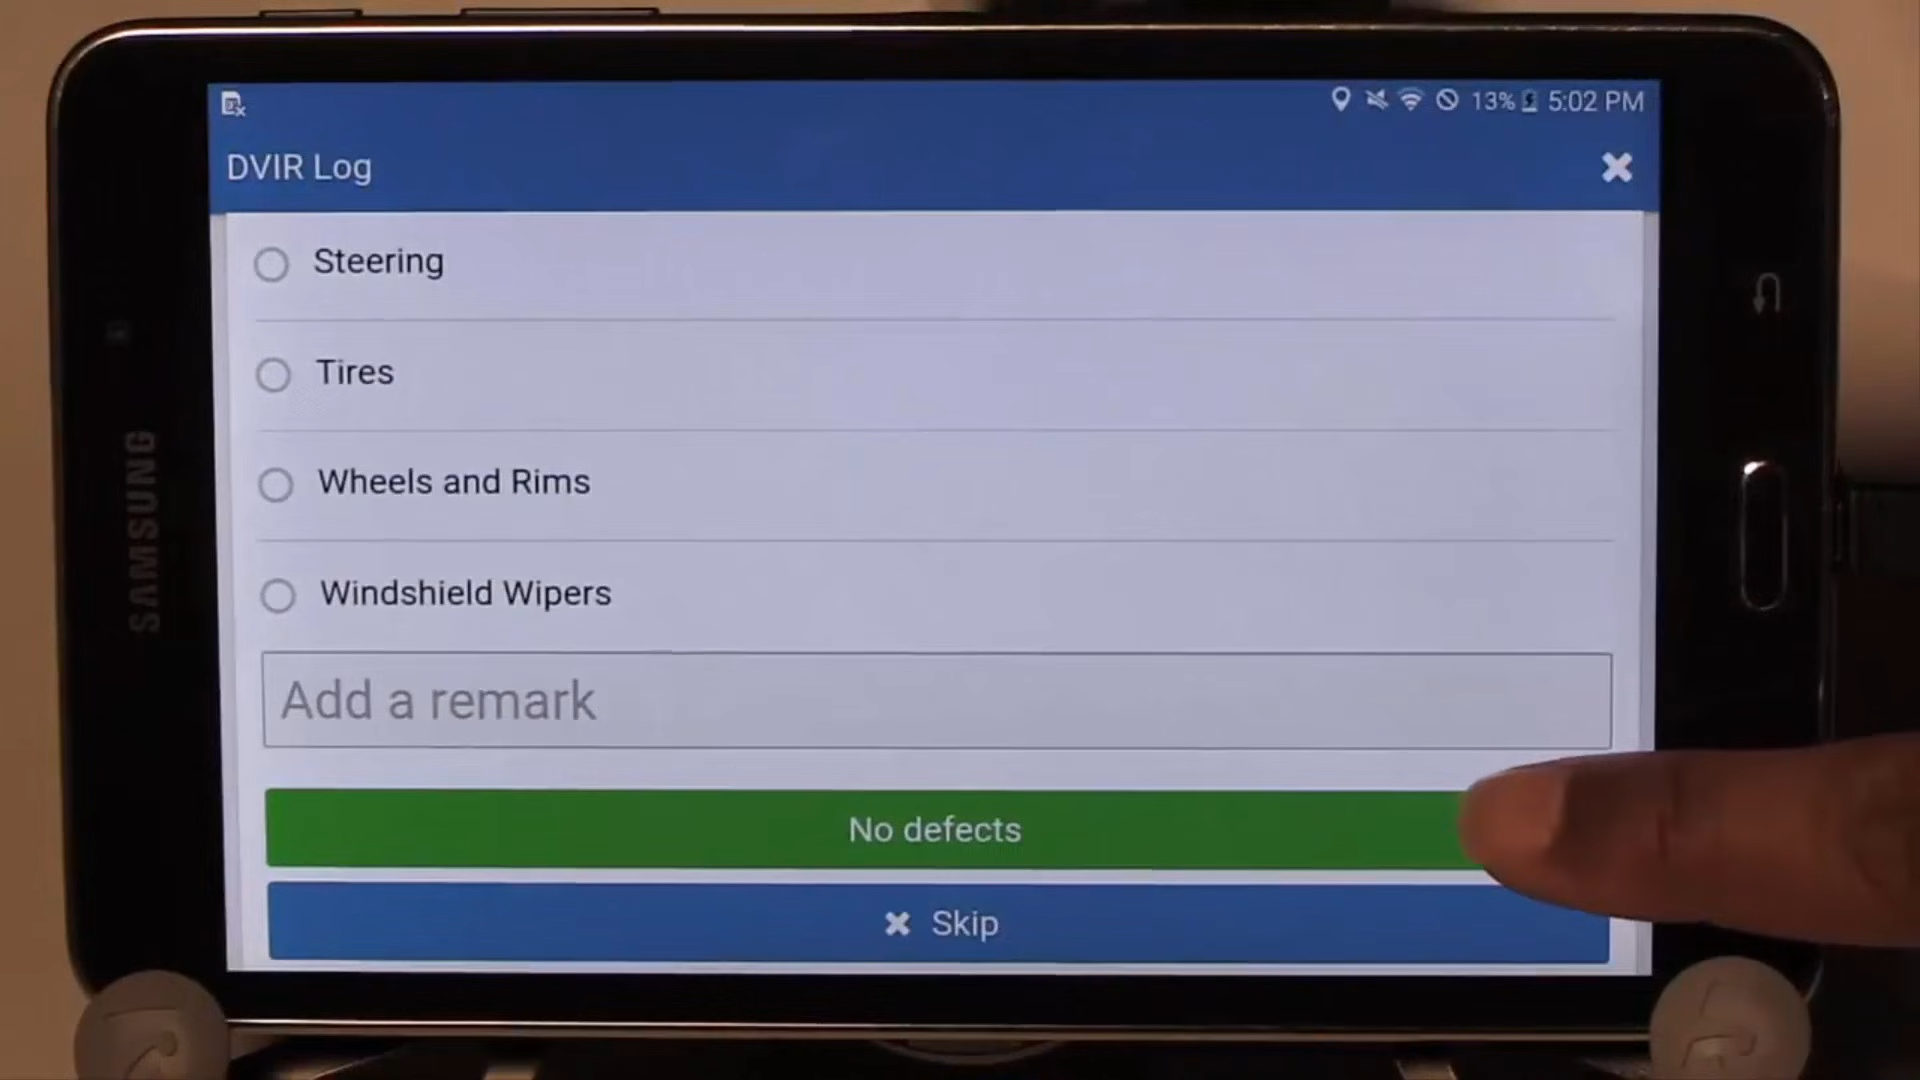 13% 5:02 PM
DVIR Log
Steering
Tires
Wheels and Rims
Windshield Wipers
Add a remark
No defects
Skip
SAMSUNG